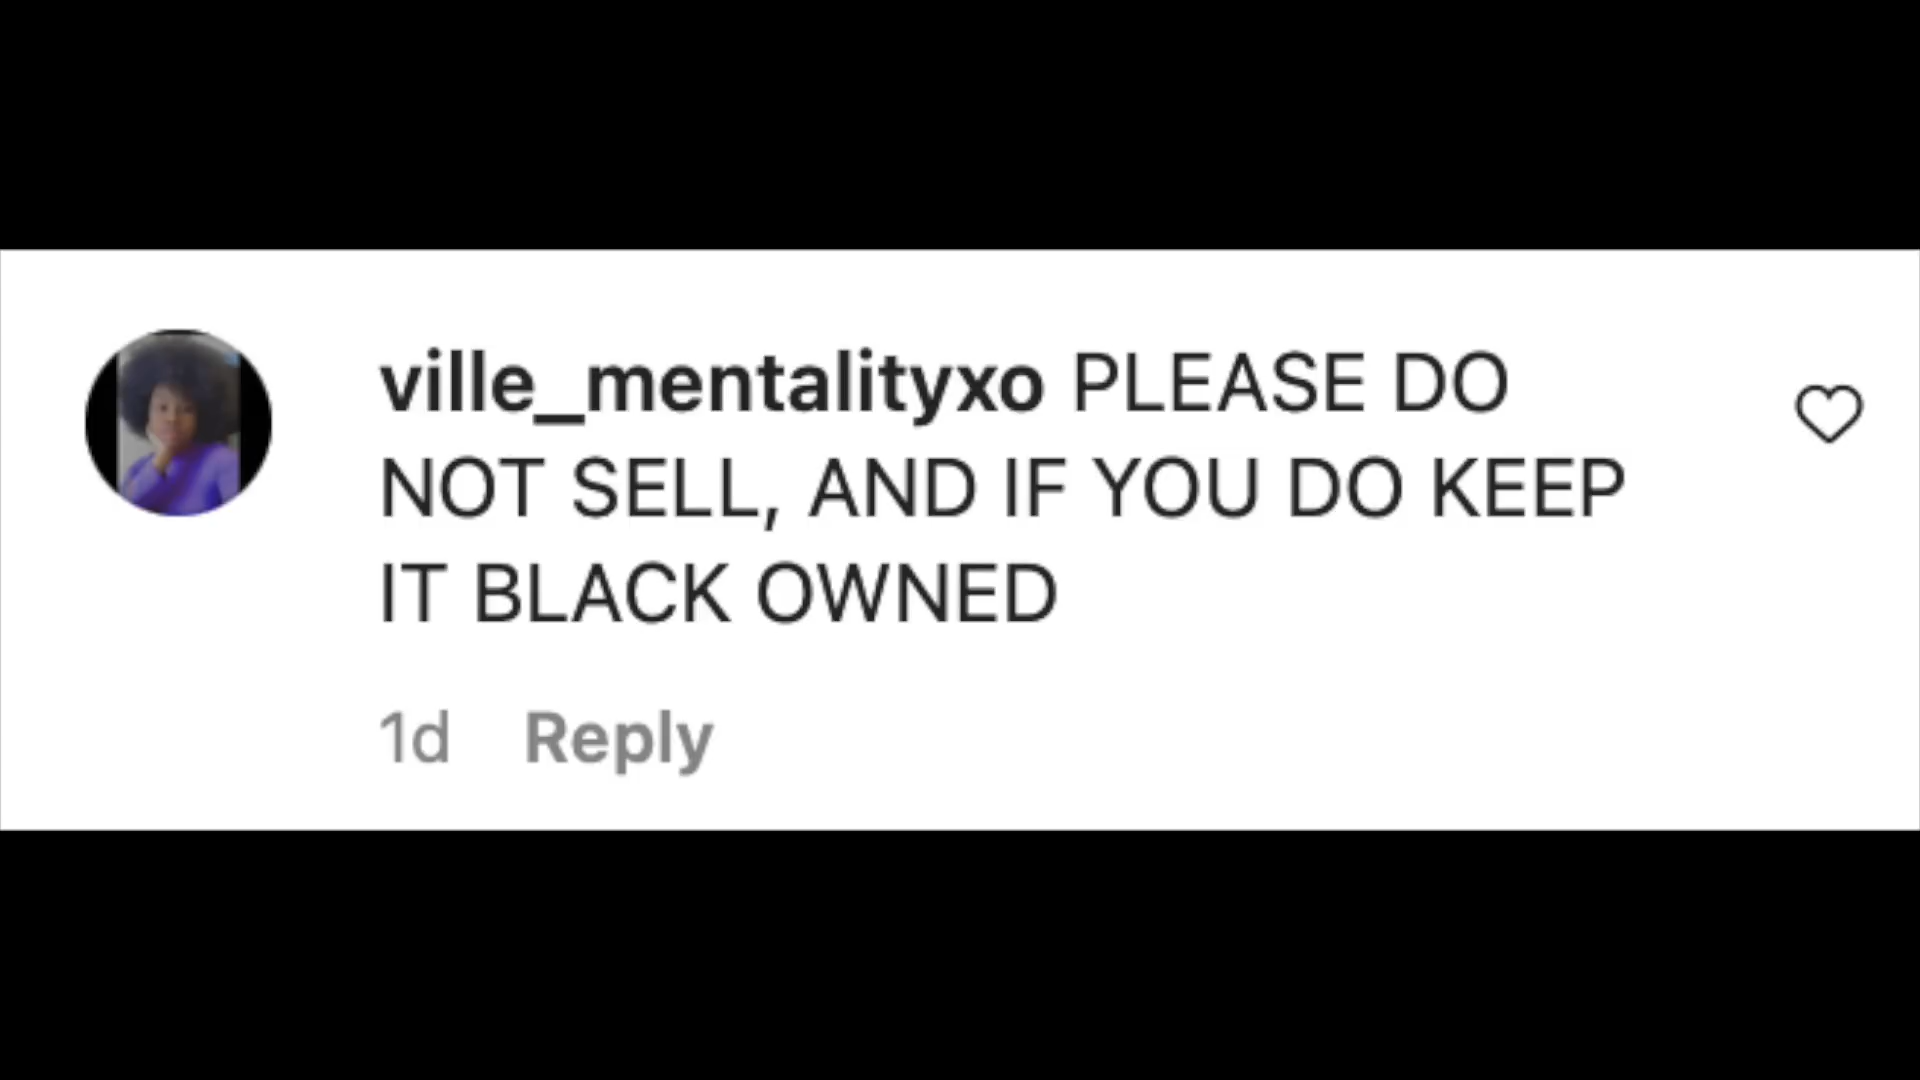 ville_mentalityxo PLEASE DO
NOT SELL, AND IF YOU DO KEEP
IT BLACK OWNED
1d Reply